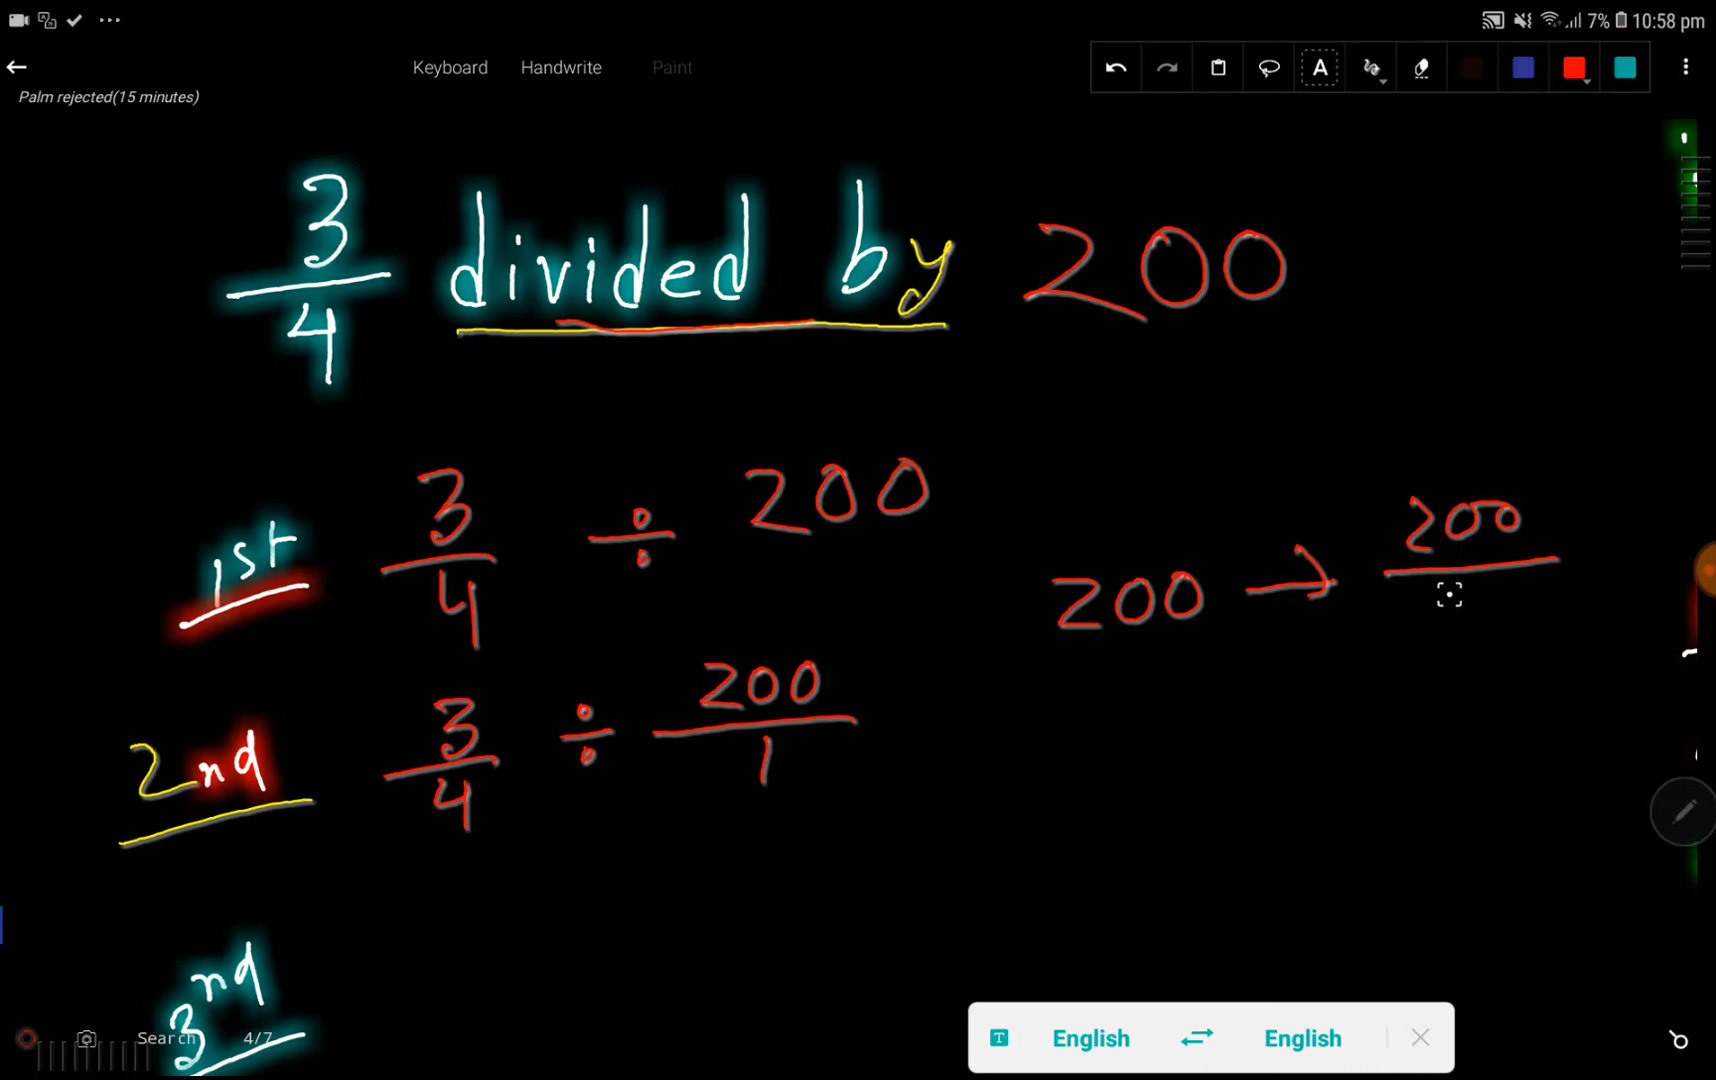 7% 10:58 pm
Keyboard Handwrite Paint
A
Palm rejected(15 minutes)
3/4 divided by 200
1st 3/4 ÷ 200
200 → 200/
2nd 3/4 ÷ 200/1
3nd
Search 4/7
T English English